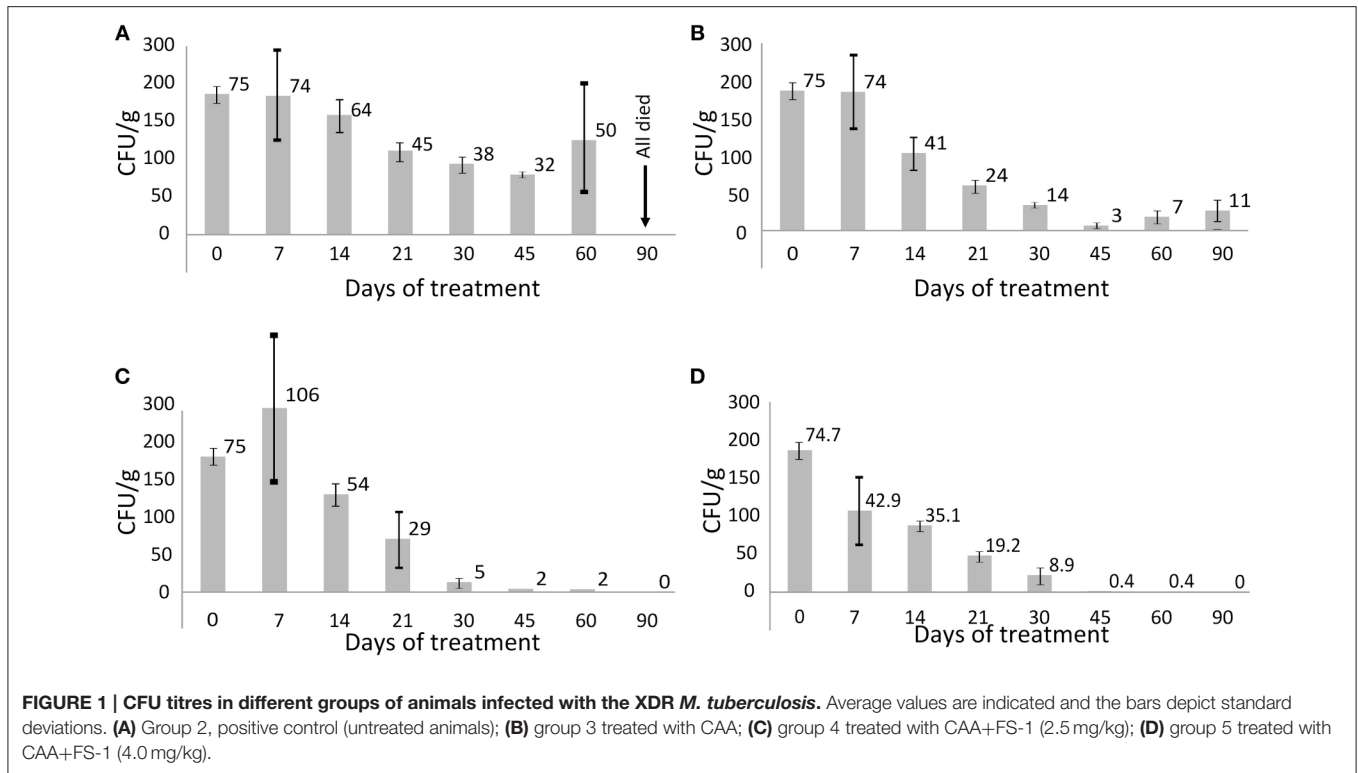 A
300
250
200
150
100
50
0
CFU/g
75
74
64
45
38
32
50
All died
0 7 14 21 30 45 60 90
Days of treatment
B
300
250
200
150
100
50
0
CFU/g
75
74
41
24
14
3
7
11
0 7 14 21 30 45 60 90
Days of treatment
C
300
250
200
150
100
50
0
CFU/g
75
106
54
29
5
2
2
0
0 7 14 21 30 45 60 90
Days of treatment
D
300
250
200
150
100
50
0
CFU/g
74.7
42.9
35.1
19.2
8.9
0.4
0.4
0
0 7 14 21 30 45 60 90
Days of treatment
FIGURE 1 | CFU titres in different groups of animals infected with the XDR M. tuberculosis. Average values are indicated and the bars depict standard
deviations. (A) Group 2, positive control (untreated animals); (B) group 3 treated with CAA; (C) group 4 treated with CAA+FS-1 (2.5 mg/kg); (D) group 5 treated with
CAA+FS-1 (4.0 mg/kg).